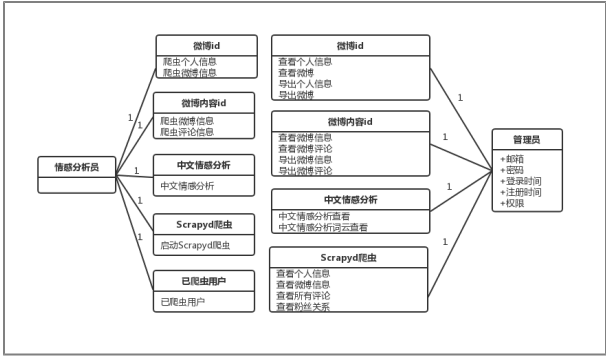 情感分析员
微博id
爬虫个人信息
爬虫微博信息
微博内容id
爬虫微博信息
爬虫评论信息
中文情感分析
中文情感分析
Scrapyd爬虫
启动Scrapyd爬虫
已爬虫用户
已爬虫用户
1
1
1
1
1
微博id
查看个人信息
查看微博
导出个人信息
导出微博
微博内容id
查看微博信息
查看微博评论
导出微博信息
导出微博评论
中文情感分析
中文情感分析查看
中文情感分析词云查看
Scrapyd爬虫
查看个人信息
查看微博信息
查看所有评论
查看粉丝关系
1
1
1
1
管理员
+邮箱
+密码
+登录时间
+注册时间
+权限